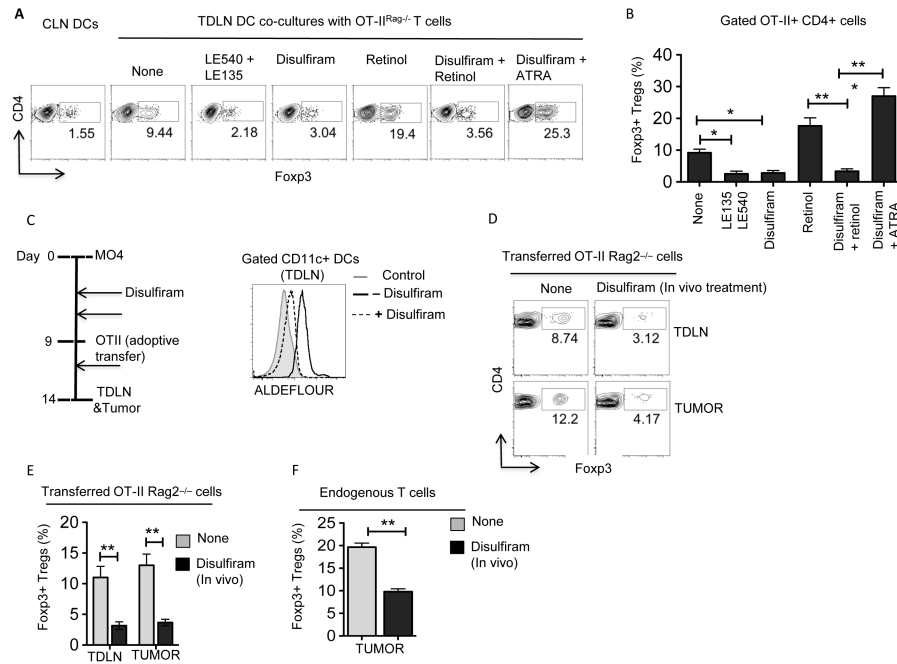 A
CLN DCs
TDLN DC co-cultures with OT-IIRag-/- T cells
None
LE540 +
LE135
Disulfiram
Retinol
Disulfiram +
Retinol
Disulfiram +
ATRA
CD4
1.55
9.44
2.18
3.04
19.4
3.56
25.3
Foxp3
B
Gated OT-II+ CD4+ cells
Foxp3+ Tregs (%)
40
30
20
10
0
*
*
**
**
*
None
LE135
LE540
Disulfiram
Retinol
Disulfiram
+ retinol
Disulfiram
+ ATRA
C
Day
0
MO4
Disulfiram
9
OTII (adoptive
transfer)
14
TDLN
&Tumor
Gated CD11c+ DCs
(TDLN)
Control
– Disulfiram
+ Disulfiram
ALDEFLOUR
D
Transferred OT-II Rag2–/– cells
None
Disulfiram (In vivo treatment)
8.74
3.12
TDLN
12.2
4.17
TUMOR
CD4
Foxp3
E
Transferred OT-II Rag2–/– cells
Foxp3+ Tregs (%)
20
15
10
5
0
**
**
TDLN
TUMOR
None
Disulfiram
(In vivo)
F
Endogenous T cells
Foxp3+ Tregs (%)
25
20
15
10
5
0
**
TUMOR
None
Disulfiram
(In vivo)